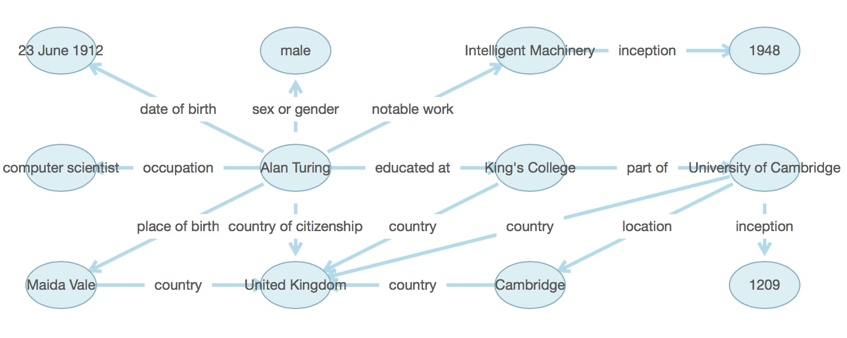 23 June 1912
male
Intelligent Machinery
inception
1948
date of birth
sex or gender
notable work
computer scientist
occupation
Alan Turing
educated at
King's College
part of
University of Cambridge
place of birth
country of citizenship
country
country
location
inception
Maida Vale
country
United Kingdom
country
Cambridge
1209